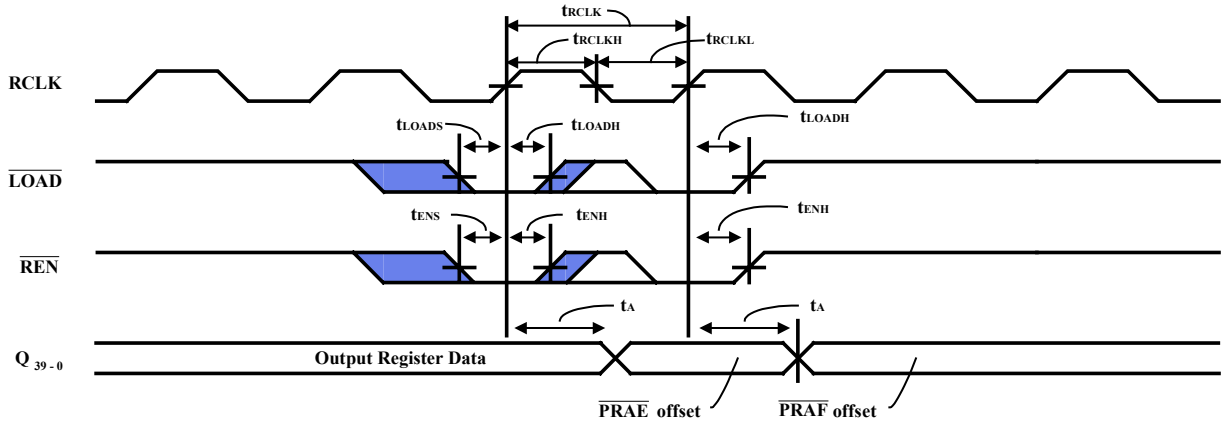 tRCLK
tRCLKH
tRCLKL
RCLK
tLOADS
tLOADH
tLOADH
LOAD
tENS
tENH
tENH
REN
tA
tA
Q 39 - 0
Output Register Data
PRAE offset
PRAF offset